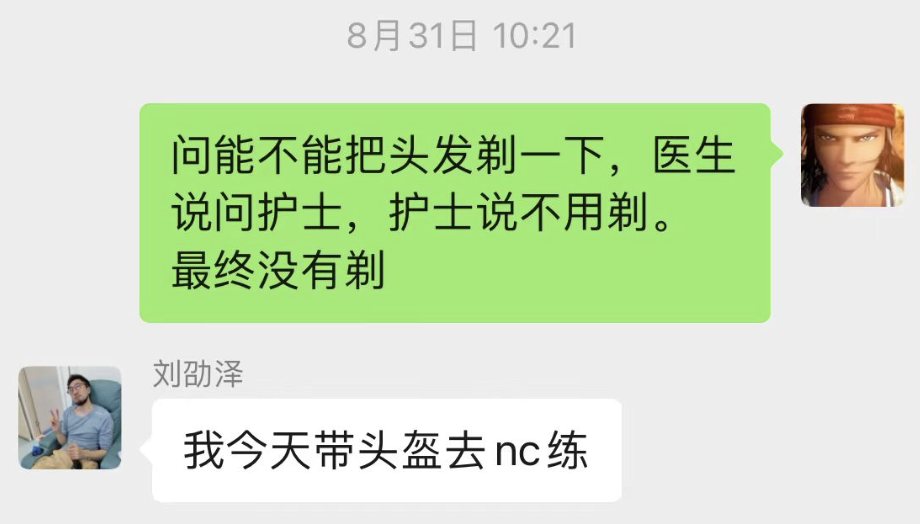 8月31日 10:21
问能不能把头发剃一下，医生
说问护士，护士说不用剃。
最终没有剃
刘劭泽
我今天带头盔去nc练